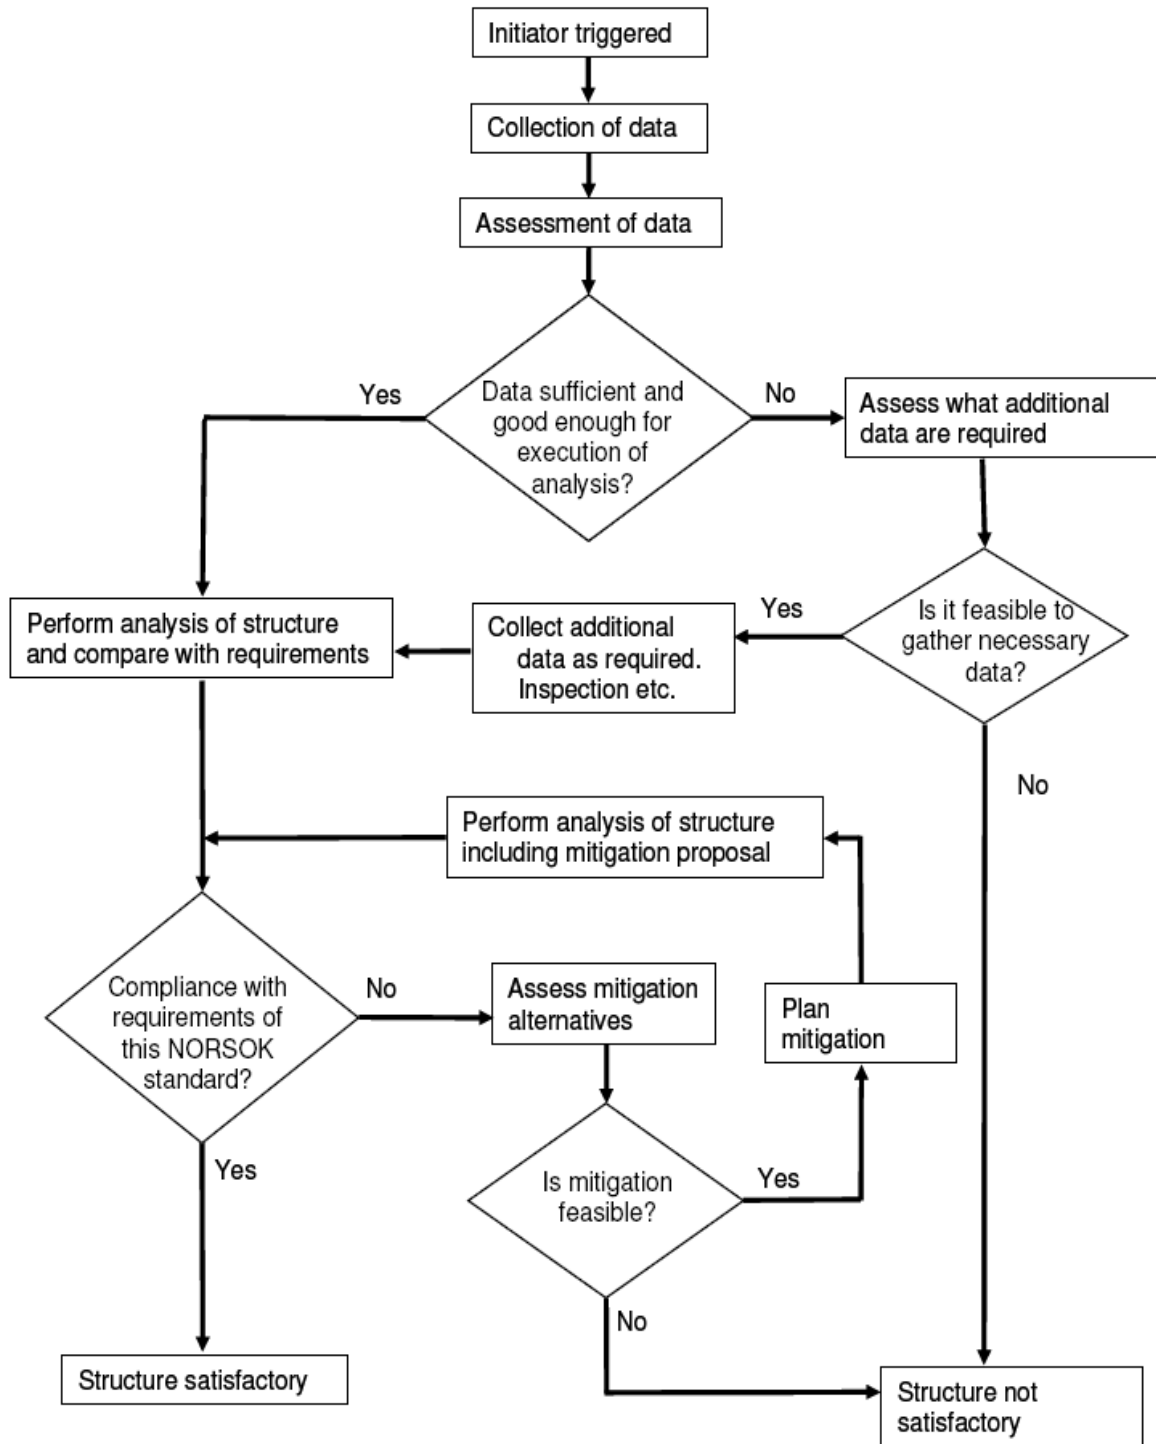 Initiator triggered
Collection of data
Assessment of data
Yes
Data sufficient and
good enough for
execution of
analysis?
No
Assess what additional
data are required
Perform analysis of structure
and compare with requirements
Collect additional
data as required.
Inspection etc.
Yes
Is it feasible to
gather necessary
data?
No
Perform analysis of structure
including mitigation proposal
Compliance with
requirements of
this NORSOK
standard?
No
Assess mitigation
alternatives
Plan
mitigation
Yes
Is mitigation
feasible?
Yes
No
Structure satisfactory
Structure not
satisfactory